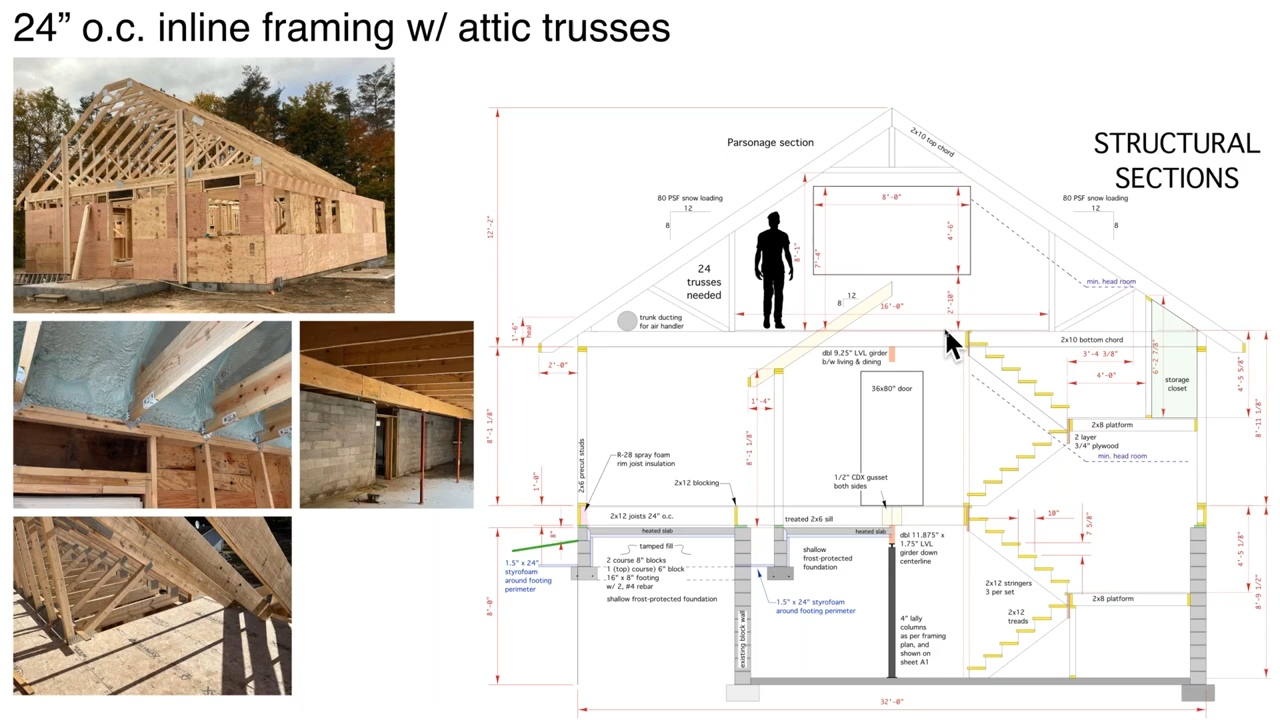 24” o.c. inline framing w/ attic trusses
STRUCTURAL
SECTIONS
Parsonage section
2x10 top chord
80 PSF snow loading
12
8
80 PSF snow loading
12
8
12'-2"
8'-0"
4'-6"
8'-1"
7'-4"
24
trusses
needed
min. head room
12
8
16'-0"
2'-10"
trunk ducting
for air handler
1'-6"
heal
2'-0"
dbl 9.25" LVL girder
b/w living & dining
2x10 bottom chord
3'-4 3/8"
4'-0"
6'-2 7/8"
storage
closet
4'-5 1/8"
8'-11 1/8"
36x80" door
1'-4"
8'-1 1/8"
8'-1 1/8"
2x8 platform
2 layer
3/4" plywood
min. head room
2x6 precut studs
R-28 spray foam
rim joist insulation
1'-0"
2x12 blocking
1/2" CDX gusset
both sides
2x12 joists 24" o.c.
treated 2x6 sill
heated slab
heated slab
8"
10"
7 5/8"
tamped fill
2 course 8" blocks
1 (top) course) 6" block
16" x 8" footing
w/ 2, #4 rebar
shallow frost-protected foundation
1.5" x 24"
styrofoam
around footing
perimeter
shallow
frost-protected
foundation
1.5" x 24" styrofoam
around footing perimeter
dbl 11.875" x
1.75" LVL
girder down
centerline
2x12 stringers
3 per set
2x8 platform
2x12
treads
4'-5 1/8"
8'-9 1/2"
8'-0"
existing block wall
4" lally
columns
as per framing
plan, and
shown on
sheet A1
32'-0"